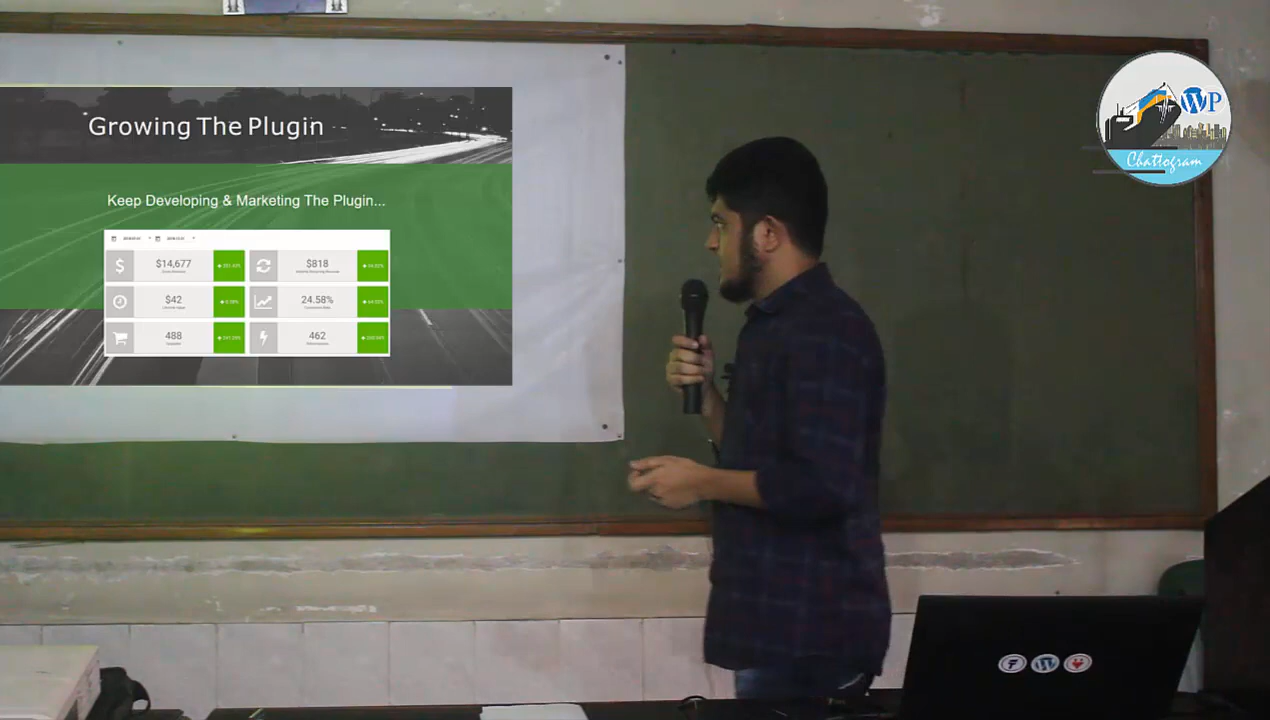 Growing The Plugin
Keep Developing & Marketing The Plugin...
$14,677
$818
$42
24.58%
488
462
WP
Chattogram